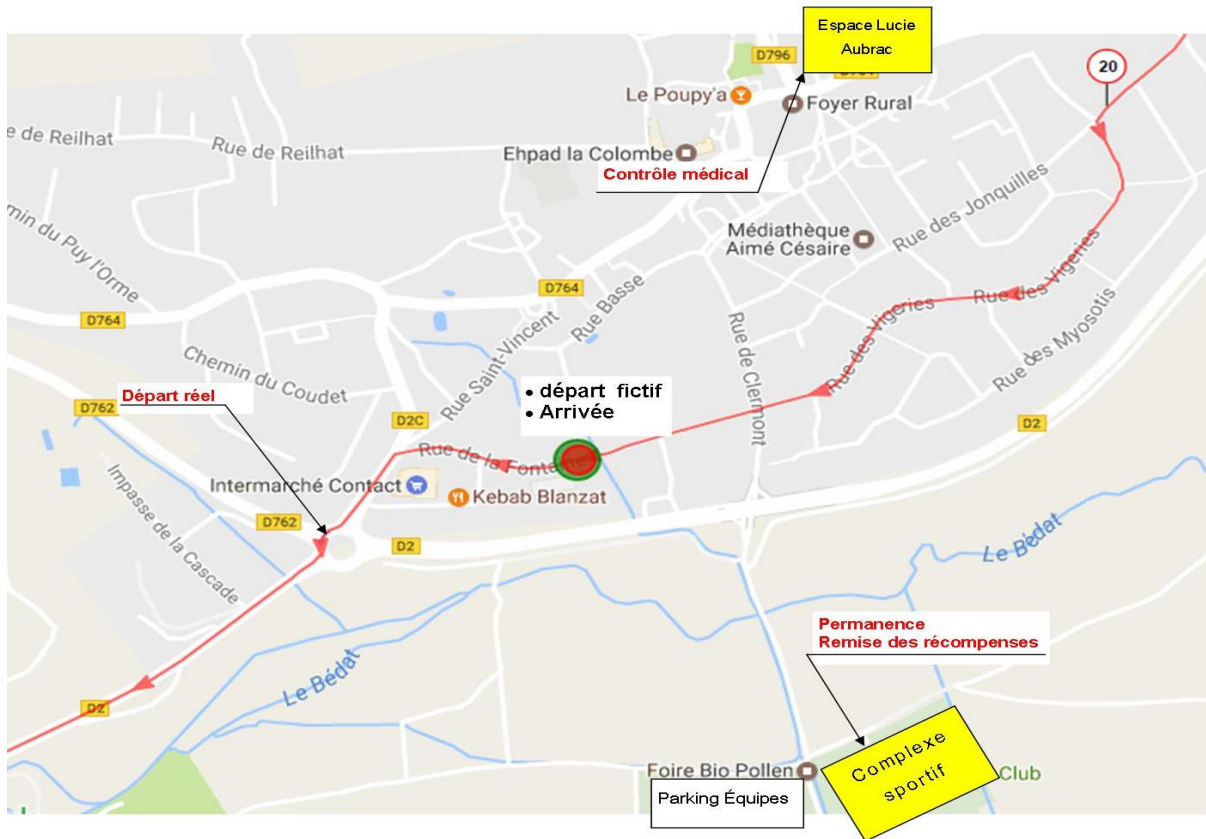 Espace Lucie
Aubrac
D796
20
Le Poupy'a
Foyer Rural
e de Reilhat
Rue de Reilhat
Ehpad la Colombe
Contrôle médical
Rue des Jonquilles
min du Puy l'Orme
Médiathèque
Aimé Césaire
Rue des Vigeries
Rue des Vigeries
D764
Rue Basse
D764
Rue Saint-Vincent
Rue de Clermont
Rue des Myosotis
Chemin du Coudet
• départ fictif
• Arrivée
Départ réel
D762
D2C
D2
Rue de la Fontaine
Intermarché Contact
Kebab Blanzat
Impasse de la Cascade
D762
D2
Le Bédat
Permanence
Remise des récompenses
Le Bédat
D2
Complexe
sportif
Foire Bio Pollen
Club
Parking Équipes